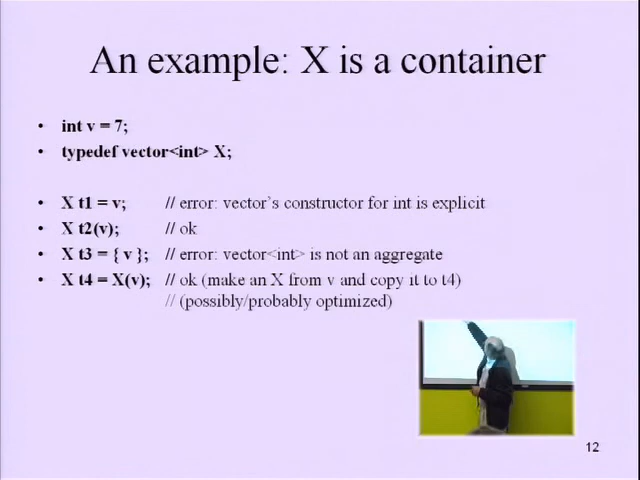 An example: X is a container
• int v = 7;
• typedef vector<int> X;
• X t1 = v; // error: vector's constructor for int is explicit
• X t2(v); // ok
• X t3 = { v }; // error: vector<int> is not an aggregate
• X t4 = X(v); // ok (make an X from v and copy it to t4)
// (possibly/probably optimized)
12